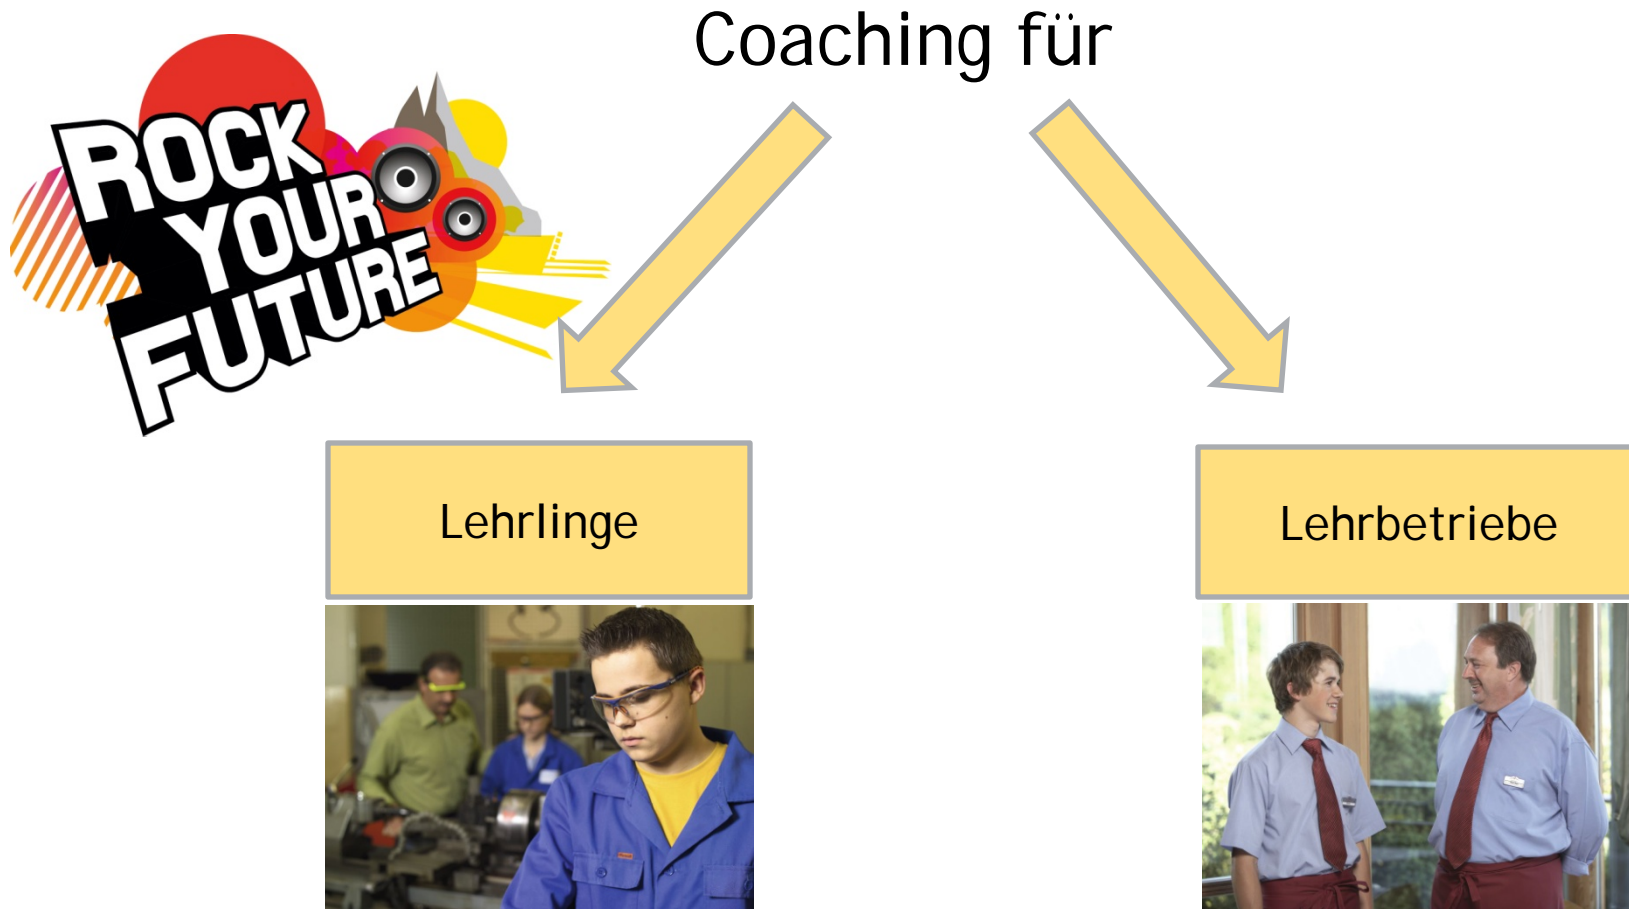 Coaching für
ROCK
YOUR
FUTURE
Lehrlinge
Lehrbetriebe